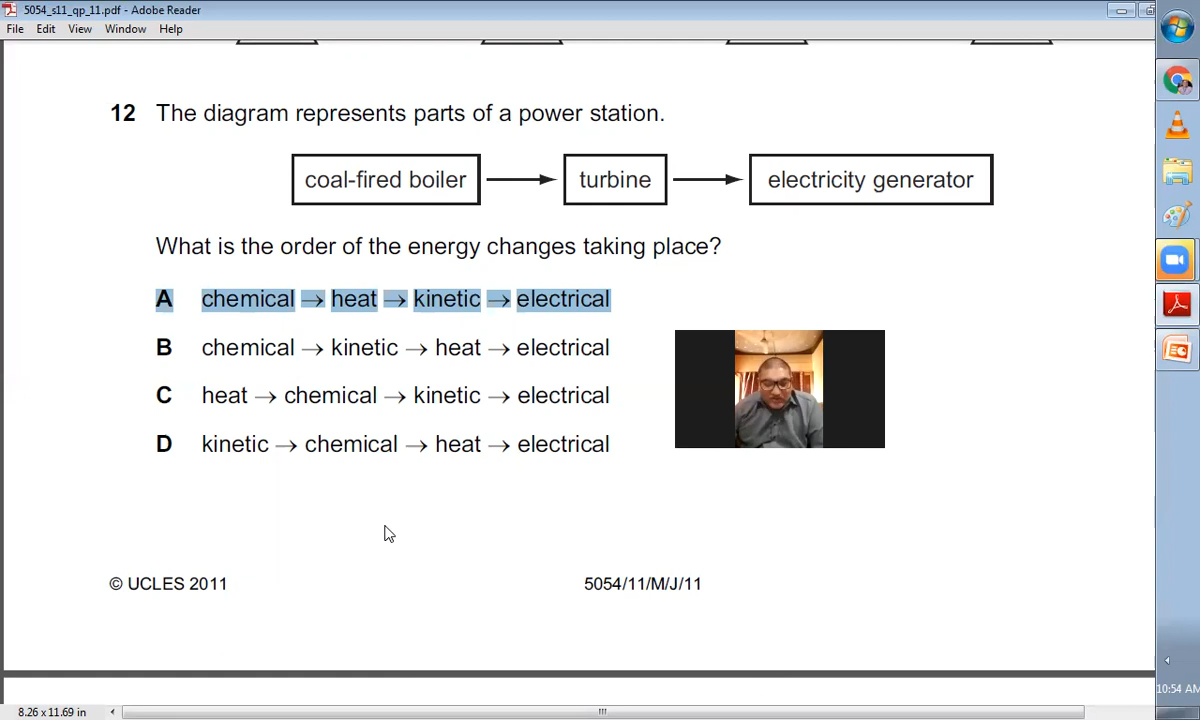 5054_s11_qp_11.pdf - Adobe Reader
File Edit View Window Help
12 The diagram represents parts of a power station.
coal-fired boiler → turbine → electricity generator
What is the order of the energy changes taking place?
A chemical → heat → kinetic → electrical
B chemical → kinetic → heat → electrical
C heat → chemical → kinetic → electrical
D kinetic → chemical → heat → electrical
© UCLES 2011 5054/11/M/J/11
8.26 x 11.69 in
10:54 AM